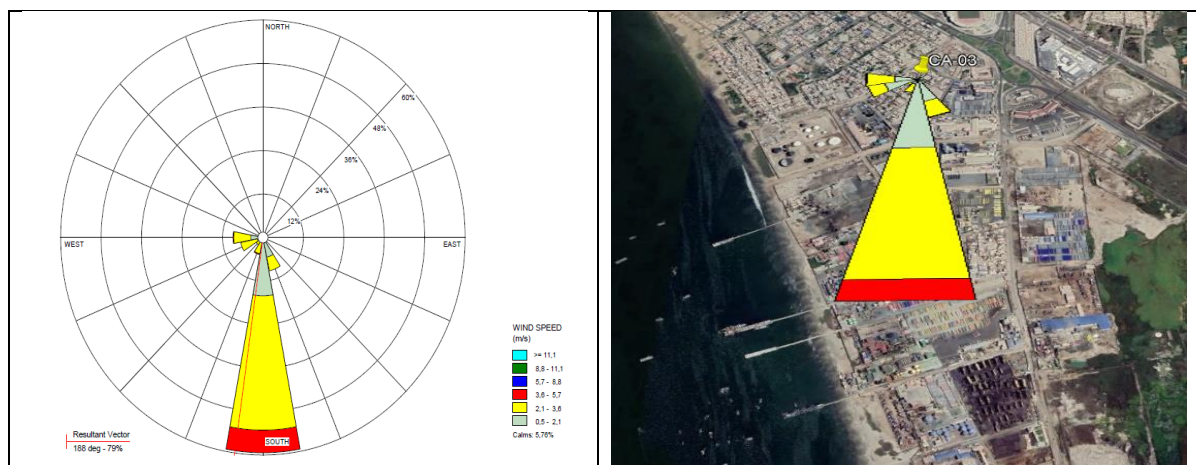 NORTH
60%
48%
36%
24%
12%
WEST
EAST
SOUTH
WIND SPEED
(m/s)
>= 11,1
8,8 - 11,1
5,7 - 8,8
3,6 - 5,7
2,1 - 3,6
0,5 - 2,1
Calms: 5,76%
Resultant Vector
188 deg - 79%
CA-03